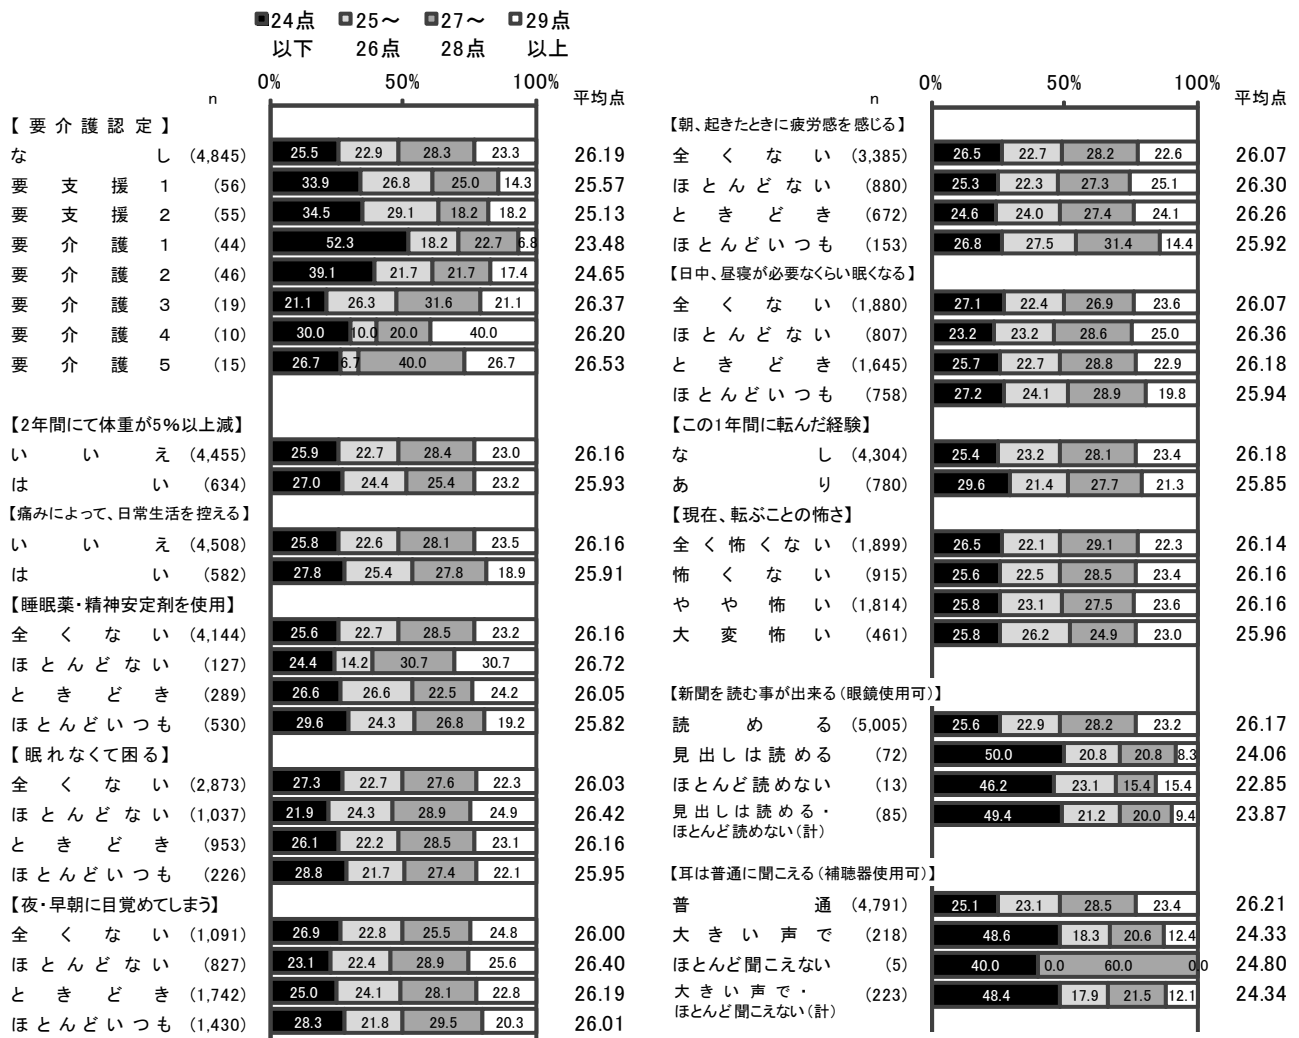 ■24点以下 □25～26点 ■27～28点 □29点以上
n 0% 50% 100% 平均点
【要介護認定】
なし (4,845) 25.5 22.9 28.3 23.3 26.19
要支援1 (56) 33.9 26.8 25.0 14.3 25.57
要支援2 (55) 34.5 29.1 18.2 18.2 25.13
要介護1 (44) 52.3 18.2 22.7 6.8 23.48
要介護2 (46) 39.1 21.7 21.7 17.4 24.65
要介護3 (19) 21.1 26.3 31.6 21.1 26.37
要介護4 (10) 30.0 10.0 20.0 40.0 26.20
要介護5 (15) 26.7 6.7 40.0 26.7 26.53
【2年間にて体重が5%以上減】
いいえ (4,455) 25.9 22.7 28.4 23.0 26.16
はい (634) 27.0 24.4 25.4 23.2 25.93
【痛みによって、日常生活を控える】
いいえ (4,508) 25.8 22.6 28.1 23.5 26.16
はい (582) 27.8 25.4 27.8 18.9 25.91
【睡眠薬・精神安定剤を使用】
全くない (4,144) 25.6 22.7 28.5 23.2 26.16
ほとんどない (127) 24.4 14.2 30.7 30.7 26.72
ときどき (289) 26.6 26.6 22.5 24.2 26.05
ほとんどいつも (530) 29.6 24.3 26.8 19.2 25.82
【眠れなくて困る】
全くない (2,873) 27.3 22.7 27.6 22.3 26.03
ほとんどない (1,037) 21.9 24.3 28.9 24.9 26.42
ときどき (953) 26.1 22.2 28.5 23.1 26.16
ほとんどいつも (226) 28.8 21.7 27.4 22.1 25.95
【夜・早朝に目覚めてしまう】
全くない (1,091) 26.9 22.8 25.5 24.8 26.00
ほとんどない (827) 23.1 22.4 28.9 25.6 26.40
ときどき (1,742) 25.0 24.1 28.1 22.8 26.19
ほとんどいつも (1,430) 28.3 21.8 29.5 20.3 26.01
n 0% 50% 100% 平均点
【朝、起きたときに疲労感を感じる】
全くない (3,385) 26.5 22.7 28.2 22.6 26.07
ほとんどない (880) 25.3 22.3 27.3 25.1 26.30
ときどき (672) 24.6 24.0 27.4 24.1 26.26
ほとんどいつも (153) 26.8 27.5 31.4 14.4 25.92
【日中、昼寝が必要なくらい眠くなる】
全くない (1,880) 27.1 22.4 26.9 23.6 26.07
ほとんどない (807) 23.2 23.2 28.6 25.0 26.36
ときどき (1,645) 25.7 22.7 28.8 22.9 26.18
ほとんどいつも (758) 27.2 24.1 28.9 19.8 25.94
【この1年間に転んだ経験】
なし (4,304) 25.4 23.2 28.1 23.4 26.18
あり (780) 29.6 21.4 27.7 21.3 25.85
【現在、転ぶことの怖さ】
全く怖くない (1,899) 26.5 22.1 29.1 22.3 26.14
怖くない (915) 25.6 22.5 28.5 23.4 26.16
やや怖い (1,814) 25.8 23.1 27.5 23.6 26.16
大変怖い (461) 25.8 26.2 24.9 23.0 25.96
【新聞を読む事が出来る(眼鏡使用可)】
読める (5,005) 25.6 22.9 28.2 23.2 26.17
見出しは読める (72) 50.0 20.8 20.8 8.3 24.06
ほとんど読めない (13) 46.2 23.1 15.4 15.4 22.85
見出しは読める・
ほとんど読めない(計) (85) 49.4 21.2 20.0 9.4 23.87
【耳は普通に聞こえる(補聴器使用可)】
普通 (4,791) 25.1 23.1 28.5 23.4 26.21
大きい声で (218) 48.6 18.3 20.6 12.4 24.33
ほとんど聞こえない (5) 40.0 0.0 60.0 0.0 24.80
大きい声で・
ほとんど聞こえない(計) (223) 48.4 17.9 21.5 12.1 24.34